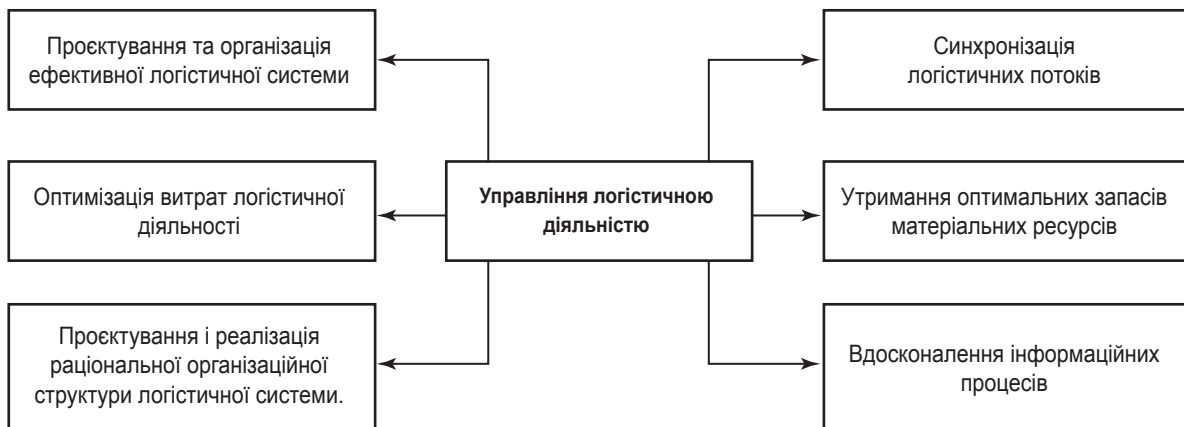 Проєктування та організація
ефективної логістичної системи
Оптимізація витрат логістичної
діяльності
Проєктування і реалізація
раціональної організаційної
структури логістичної системи.
Управління логістичною
діяльністю
Синхронізація
логістичних потоків
Утримання оптимальних запасів
матеріальних ресурсів
Вдосконалення інформаційних
процесів